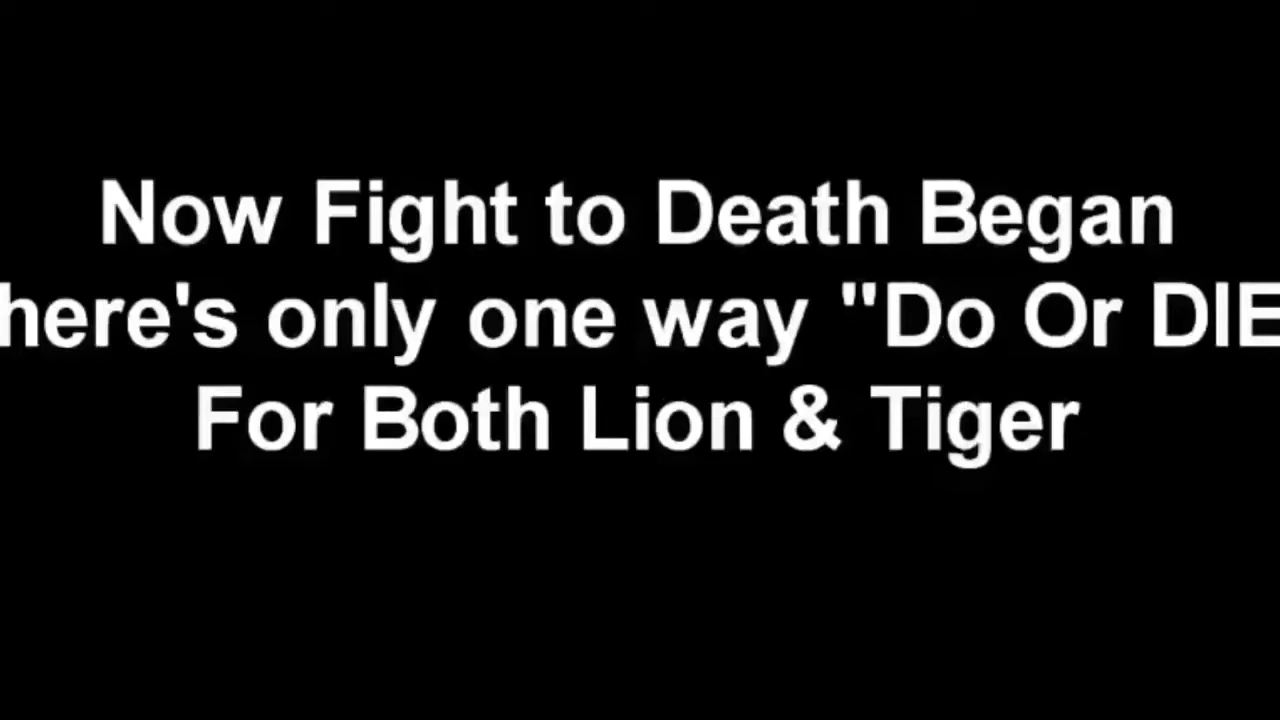 Now Fight to Death Began
here's only one way "Do Or DIE
For Both Lion & Tiger